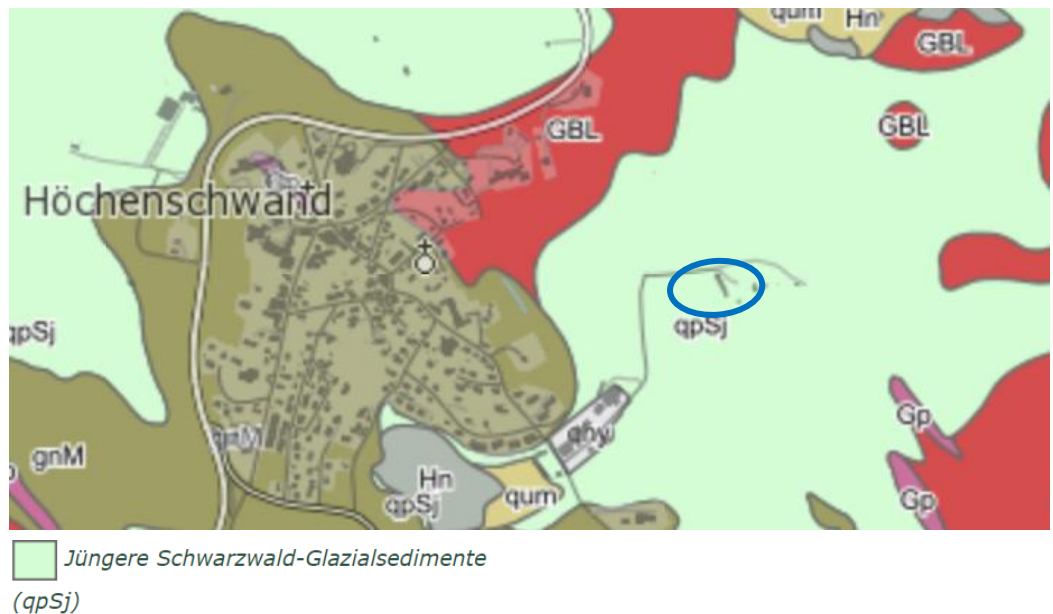 qum Hn
GBL
GBL
GBL
Höchenschwand
qpSj
qpSj
Gp
gnM
gnM
qhy
Hn
qpSj
qum
Gp
Jüngere Schwarzwald-Glazialsedimente
(qpSj)